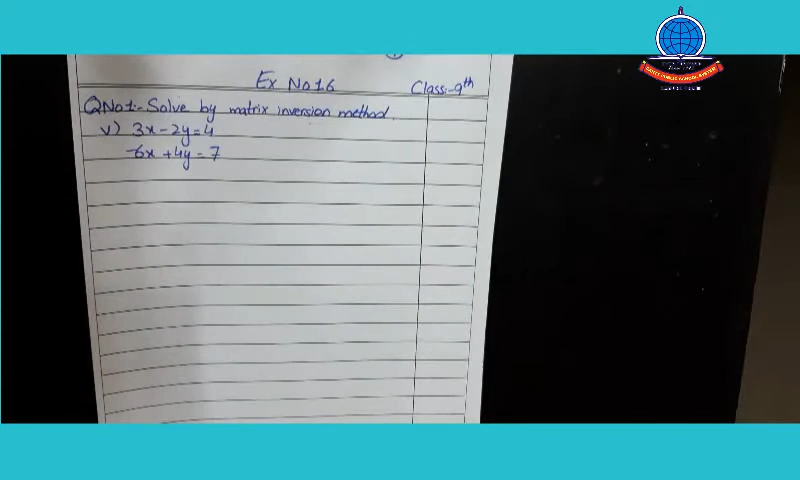 Ex No 1.6
Class:-9th
QNo1:- Solve by matrix inversion method.
v) 3x-2y=4
-6x+4y=7